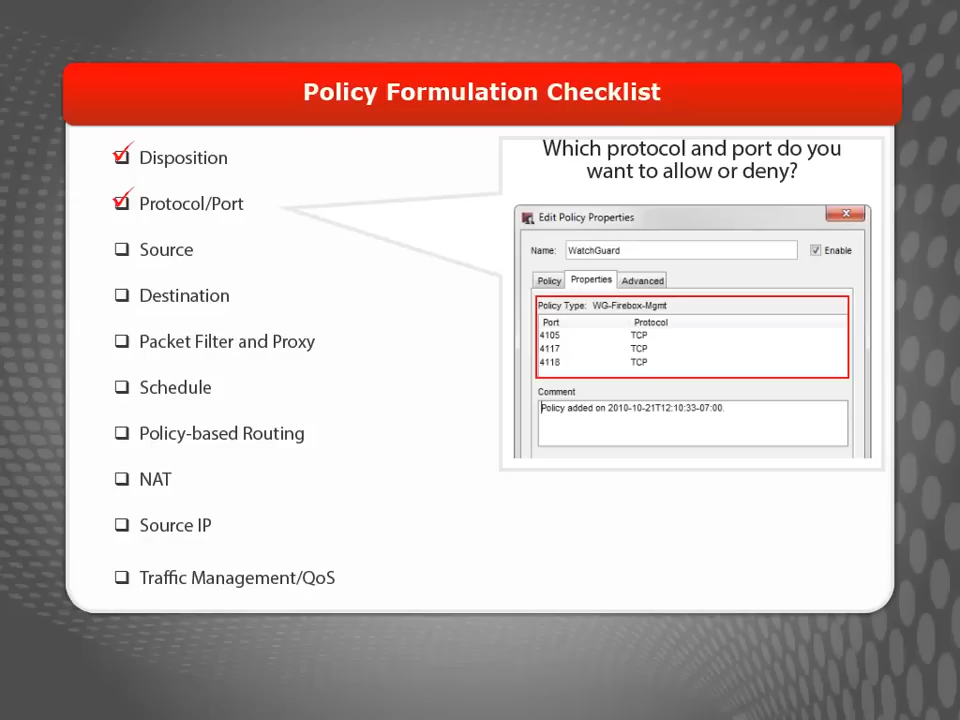 Policy Formulation Checklist
Disposition
Protocol/Port
Source
Destination
Packet Filter and Proxy
Schedule
Policy-based Routing
NAT
Source IP
Traffic Management/QoS
Which protocol and port do you
want to allow or deny?
Edit Policy Properties
Name: WatchGuard Enable
Policy Properties Advanced
Policy Type: WG-Firebox-Mgmt
Port Protocol
4105 TCP
4117 TCP
4118 TCP
Comment
Policy added on 2010-10-21T12:10:33-07:00.